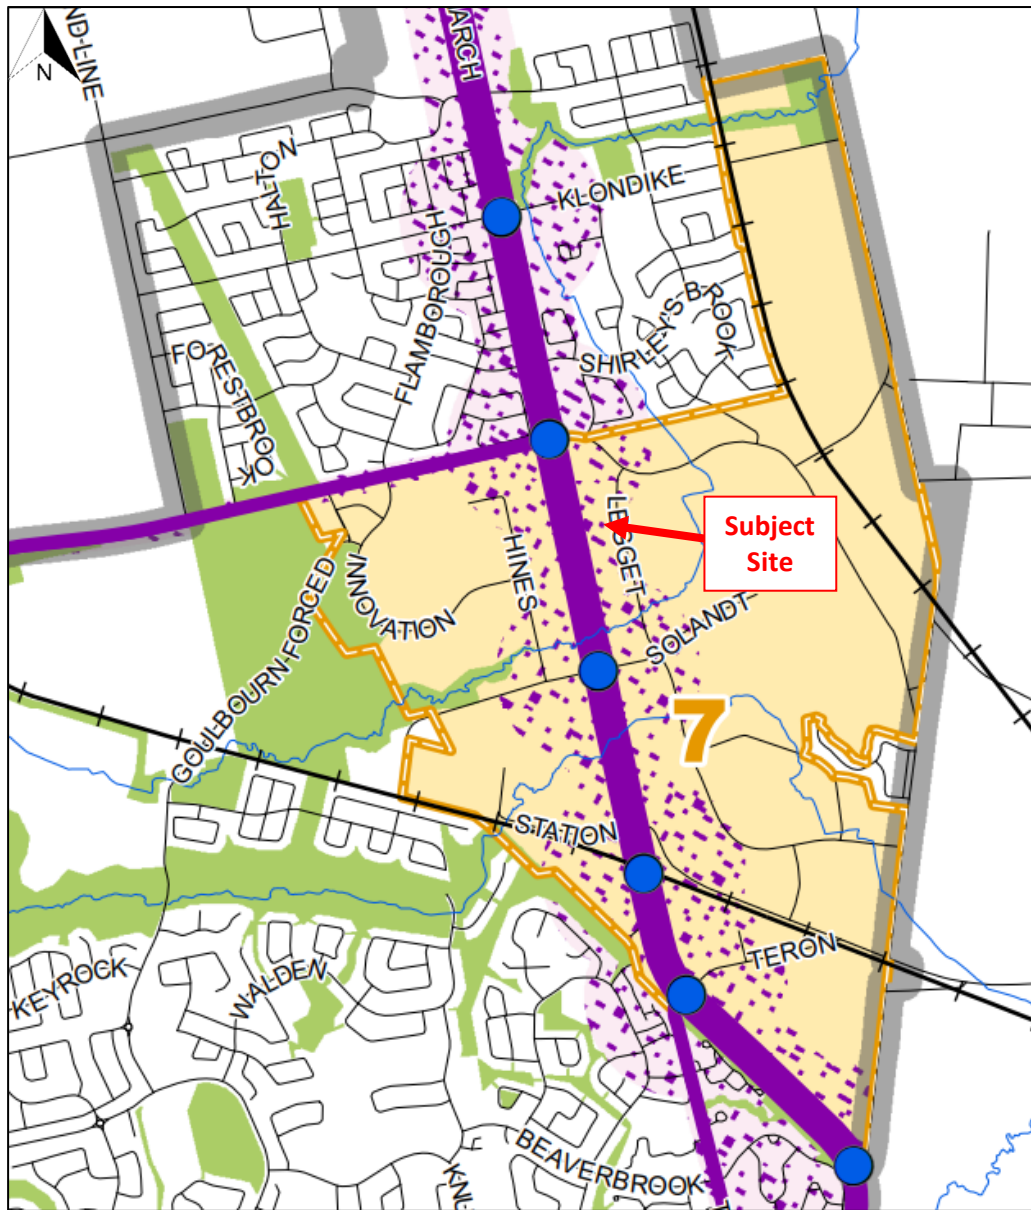 ND-LINE
ARCH
N
HALTON
KLONDIKE
FLAMBOROUGH
SHIRLEY'S-BROOK
FORESTBROOK
LEGGET
Subject
Site
HINES
INNOVATION
GOULBOURN-FORCED
SOLANDT
7
STATION
TERON
KEYROCK
WALDEN
BEAVERBROOK
KNU